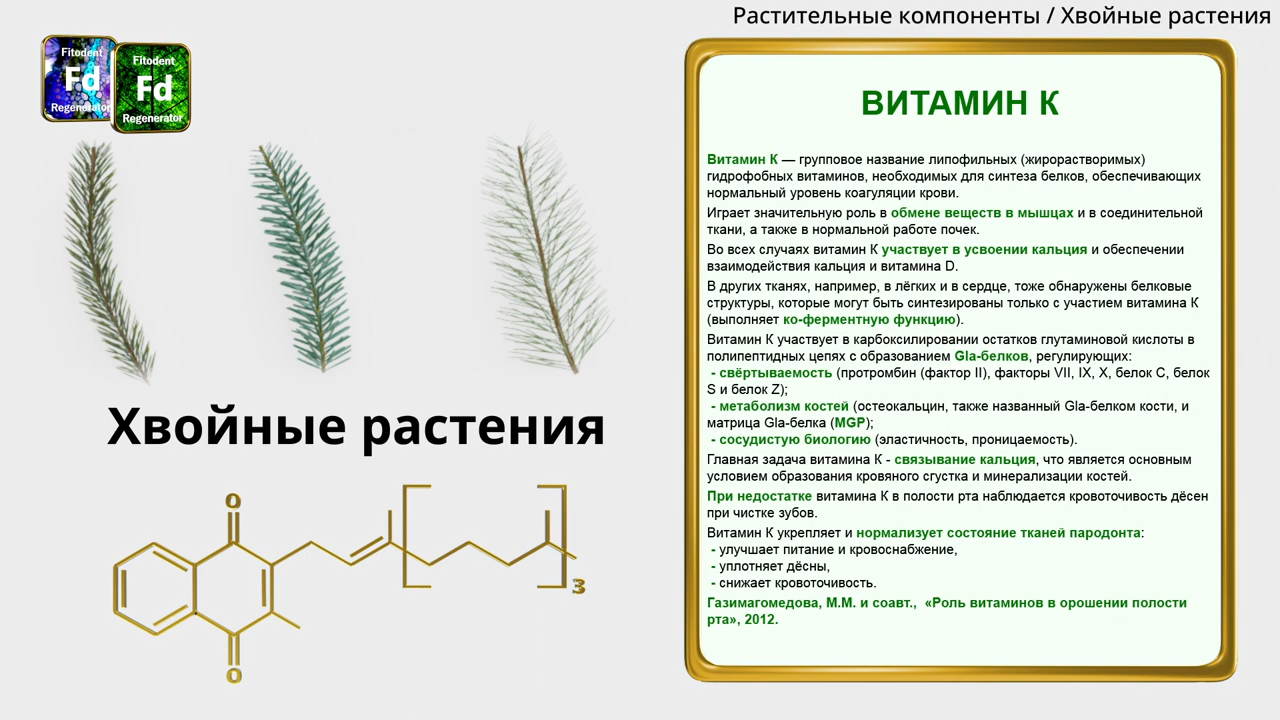 Растительные компоненты / Хвойные растения
Fitodent
Fd
Regenerator
Fitodent
Fd
Regenerator
Хвойные растения
O
O
3
ВИТАМИН К
Витамин К — групповое название липофильных (жирорастворимых)
гидрофобных витаминов, необходимых для синтеза белков, обеспечивающих
нормальный уровень коагуляции крови.
Играет значительную роль в обмене веществ в мышцах и в соединительной
ткани, а также в нормальной работе почек.
Во всех случаях витамин К участвует в усвоении кальция и обеспечении
взаимодействия кальция и витамина D.
В других тканях, например, в лёгких и в сердце, тоже обнаружены белковые
структуры, которые могут быть синтезированы только с участием витамина К
(выполняет ко-ферментную функцию).
Витамин К участвует в карбоксилировании остатков глутаминовой кислоты в
полипептидных цепях с образованием Gla-белков, регулирующих:
- свёртываемость (протромбин (фактор II), факторы VII, IX, X, белок C, белок
S и белок Z);
- метаболизм костей (остеокальцин, также названный Gla-белком кости, и
матрица Gla-белка (MGP);
- сосудистую биологию (эластичность, проницаемость).
Главная задача витамина К - связывание кальция, что является основным
условием образования кровяного сгустка и минерализации костей.
При недостатке витамина К в полости рта наблюдается кровоточивость дёсен
при чистке зубов.
Витамин К укрепляет и нормализует состояние тканей пародонта:
- улучшает питание и кровоснабжение,
- уплотняет дёсны,
- снижает кровоточивость.
Газимагомедова, М.М. и соавт., «Роль витаминов в орошении полости
рта», 2012.